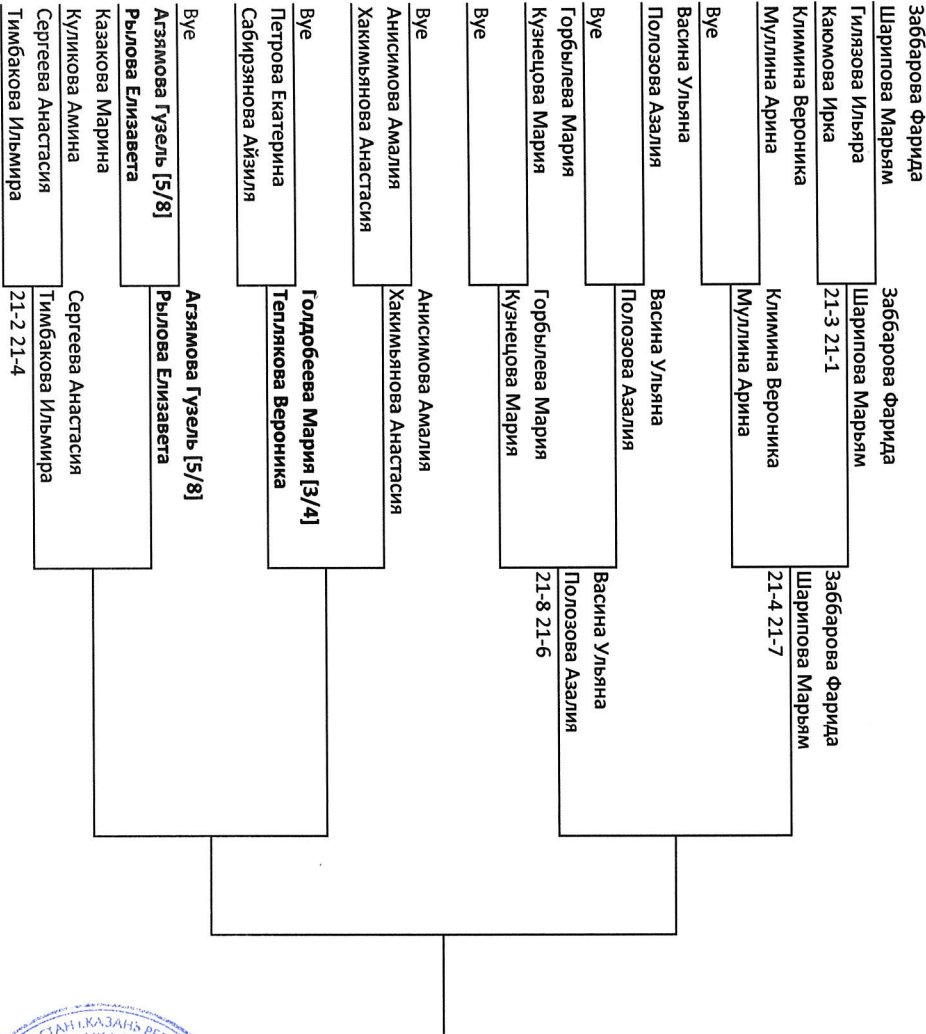 Заббарова Фарида
Шарипова Марьям
Гилязова Ильяра
Каюмова Ирка
Климина Вероника
Муллина Арина
Bye
Васина Ульяна
Полозова Азалия
Bye
Горбылева Мария
Кузнецова Мария
Bye
Bye
Анисимова Амалия
Хакимьянова Анастасия
Bye
Петрова Екатерина
Сабирзянова Айзиля
Bye
Агзямова Гузель [5/8]
Рылова Елизавета
Казакова Марина
Куликова Амина
Сергеева Анастасия
Тимбакова Ильмира
Заббарова Фарида
Шарипова Марьям
21-3 21-1
Климина Вероника
Муллина Арина
Васина Ульяна
Полозова Азалия
Горбылева Мария
Кузнецова Мария
Анисимова Амалия
Хакимьянова Анастасия
Голдобеева Мария [3/4]
Теплякова Вероника
Агзямова Гузель [5/8]
Рылова Елизавета
Сергеева Анастасия
Тимбакова Ильмира
21-2 21-4
Заббарова Фарида
Шарипова Марьям
21-4 21-7
Васина Ульяна
Полозова Азалия
21-8 21-6
г.КАЗАНЬ